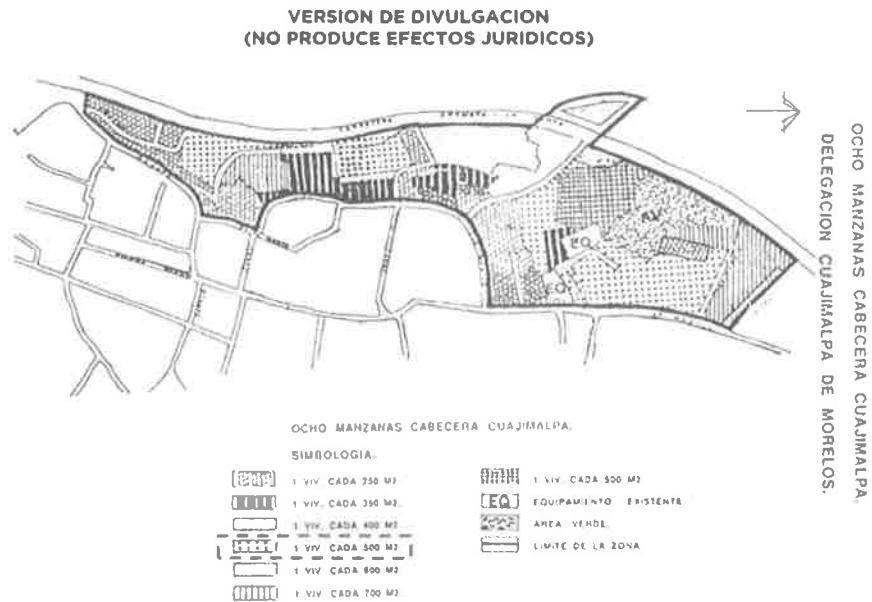 VERSION DE DIVULGACION
(NO PRODUCE EFECTOS JURIDICOS)
CARRETERA
EQ
AV
EQ
OCHO MANZANAS CABECERA CUAJIMALPA.
DELEGACION CUAJIMALPA DE MORELOS.
OCHO MANZANAS CABECERA CUAJIMALPA.
SIMBOLOGIA.
1 VIV. CADA 250 M2.
1 VIV. CADA 350 M2.
1 VIV. CADA 400 M2.
1 VIV. CADA 500 M2.
1 VIV. CADA 600 M2.
1 VIV. CADA 700 M2.
1 VIV. CADA 900 M2
EQ EQUIPAMIENTO EXISTENTE
AREA VERDE.
LIMITE DE LA ZONA